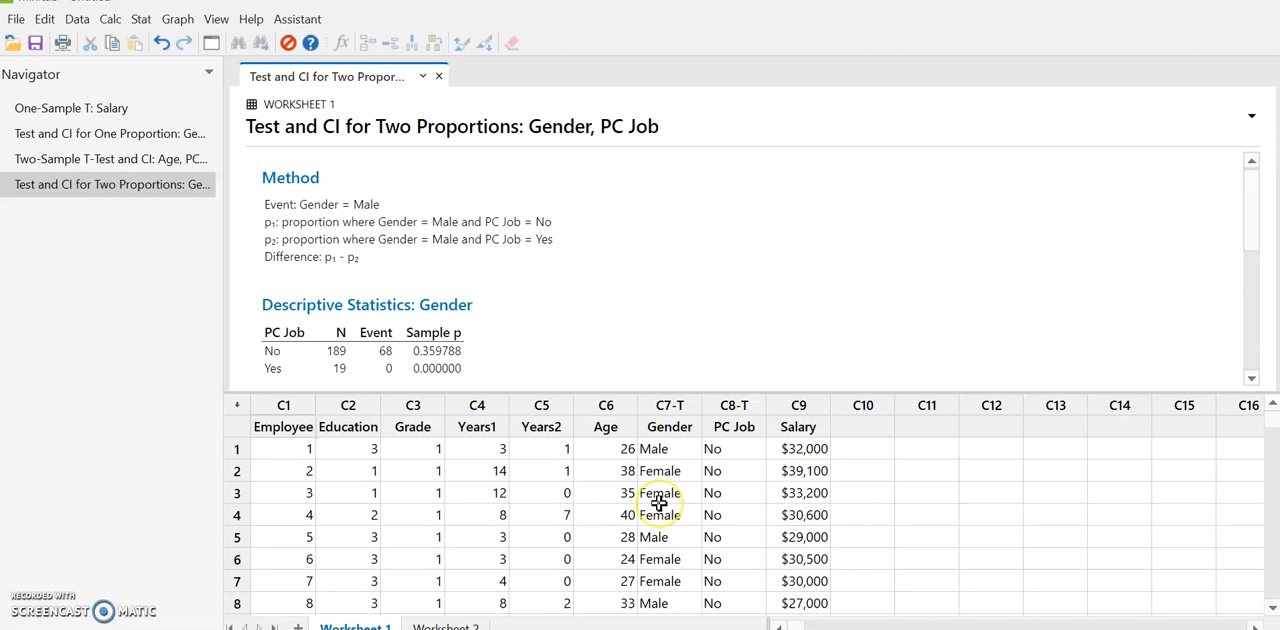 File Edit Data Calc Stat Graph View Help Assistant
Navigator
One-Sample T: Salary
Test and CI for One Proportion: Ge...
Two-Sample T-Test and CI: Age, PC...
Test and CI for Two Proportions: Ge...
Test and CI for Two Propor...
WORKSHEET 1
Test and CI for Two Proportions: Gender, PC Job
Method
Event: Gender = Male
p₁: proportion where Gender = Male and PC Job = No
p₂: proportion where Gender = Male and PC Job = Yes
Difference: p₁ - p₂
Descriptive Statistics: Gender
PC Job N Event Sample p
No 189 68 0.359788
Yes 19 0 0.000000
C1 C2 C3 C4 C5 C6 C7-T C8-T C9 C10 C11 C12 C13 C14 C15 C16
Employee Education Grade Years1 Years2 Age Gender PC Job Salary
1 1 3 1 3 1 26 Male No $32,000
2 2 1 1 14 1 38 Female No $39,100
3 3 1 1 12 0 35 Female No $33,200
4 4 2 1 8 7 40 Female No $30,600
5 5 3 1 3 0 28 Male No $29,000
6 6 3 1 3 0 24 Female No $30,500
7 7 3 1 4 0 27 Female No $30,000
8 8 3 1 8 2 33 Male No $27,000
Worksheet 1 Worksheet 2
RECORDED WITH
SCREENCAST MATIC